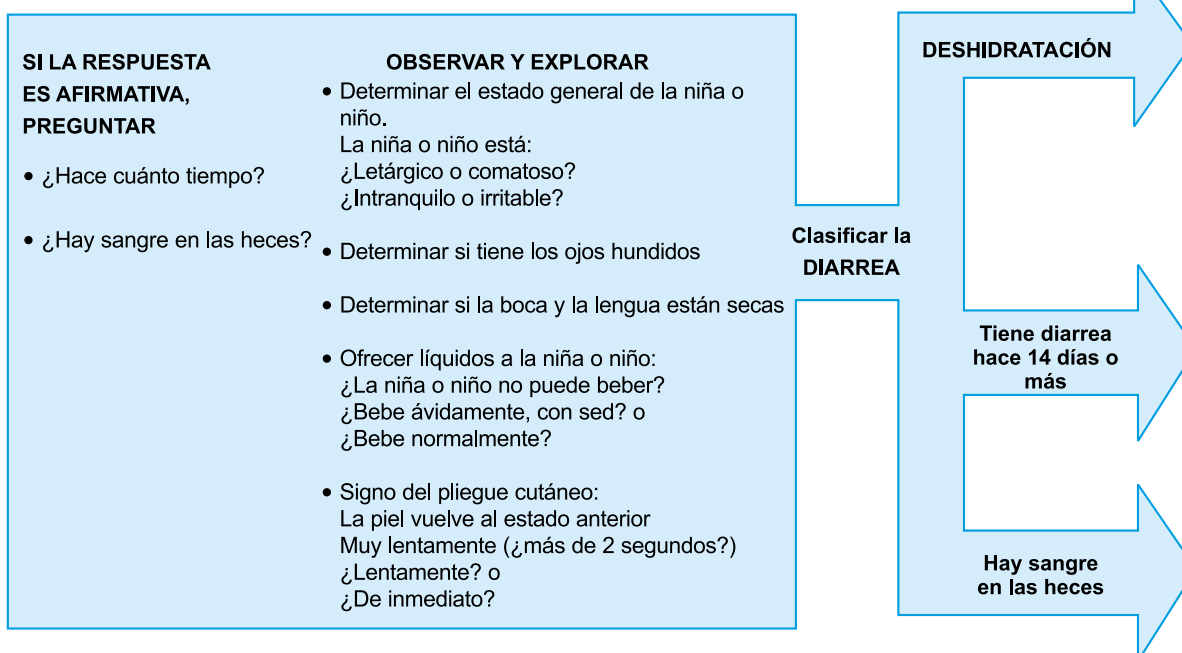 SI LA RESPUESTA
ES AFIRMATIVA,
PREGUNTAR
• ¿Hace cuánto tiempo?
• ¿Hay sangre en las heces?
OBSERVAR Y EXPLORAR
• Determinar el estado general de la niña o
niño.
La niña o niño está:
¿Letárgico o comatoso?
¿Intranquilo o irritable?
• Determinar si tiene los ojos hundidos
• Determinar si la boca y la lengua están secas
• Ofrecer líquidos a la niña o niño:
¿La niña o niño no puede beber?
¿Bebe ávidamente, con sed? o
¿Bebe normalmente?
• Signo del pliegue cutáneo:
La piel vuelve al estado anterior
Muy lentamente (¿más de 2 segundos?)
¿Lentamente? o
¿De inmediato?
Clasificar la
DIARREA
DESHIDRATACIÓN
Tiene diarrea
hace 14 días o
más
Hay sangre
en las heces